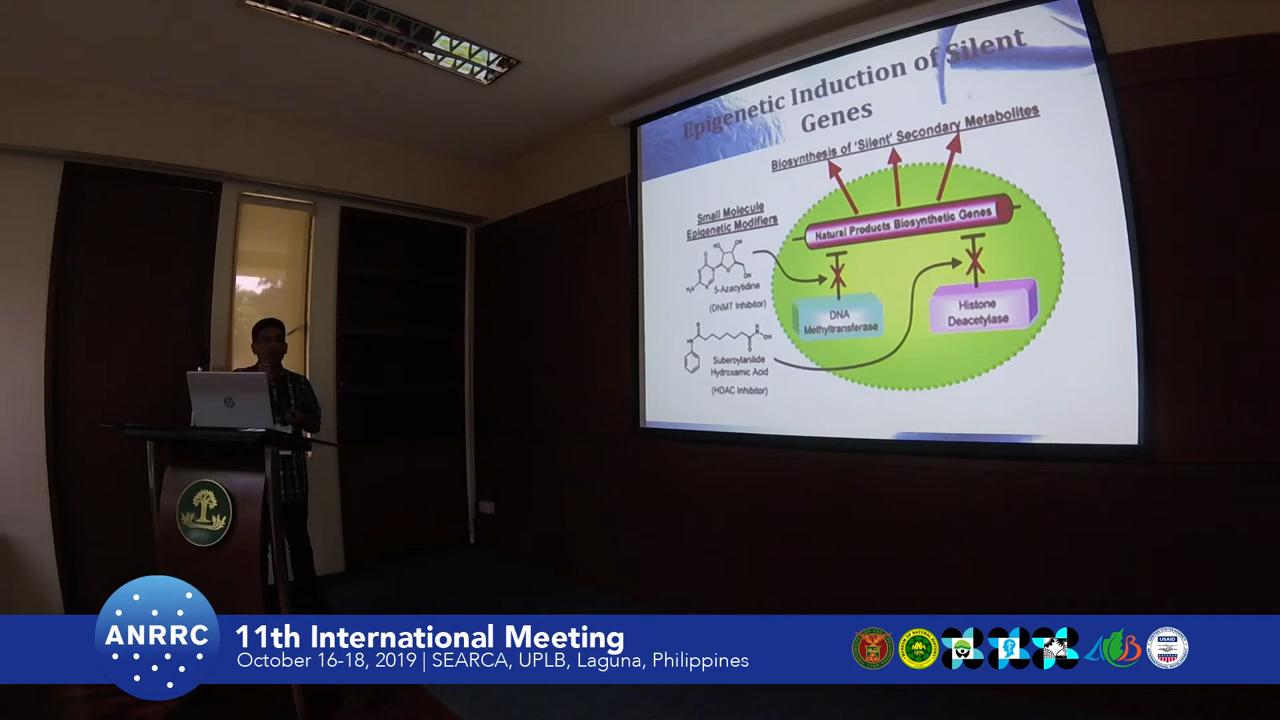 Epigenetic Induction of Silent
Genes
Biosynthesis of 'Silent' Secondary Metabolites
Small Molecule
Epigenetic Modifiers
Natural Products Biosynthetic Genes
5-Azacytidine
(DNMT Inhibitor)
DNA
Methyltransferase
Histone
Deacetylase
Suberoylanilide
Hydroxamic Acid
(HDAC Inhibitor)
hp
ANRRC
11th International Meeting
October 16-18, 2019 | SEARCA, UPLB, Laguna, Philippines
USAID